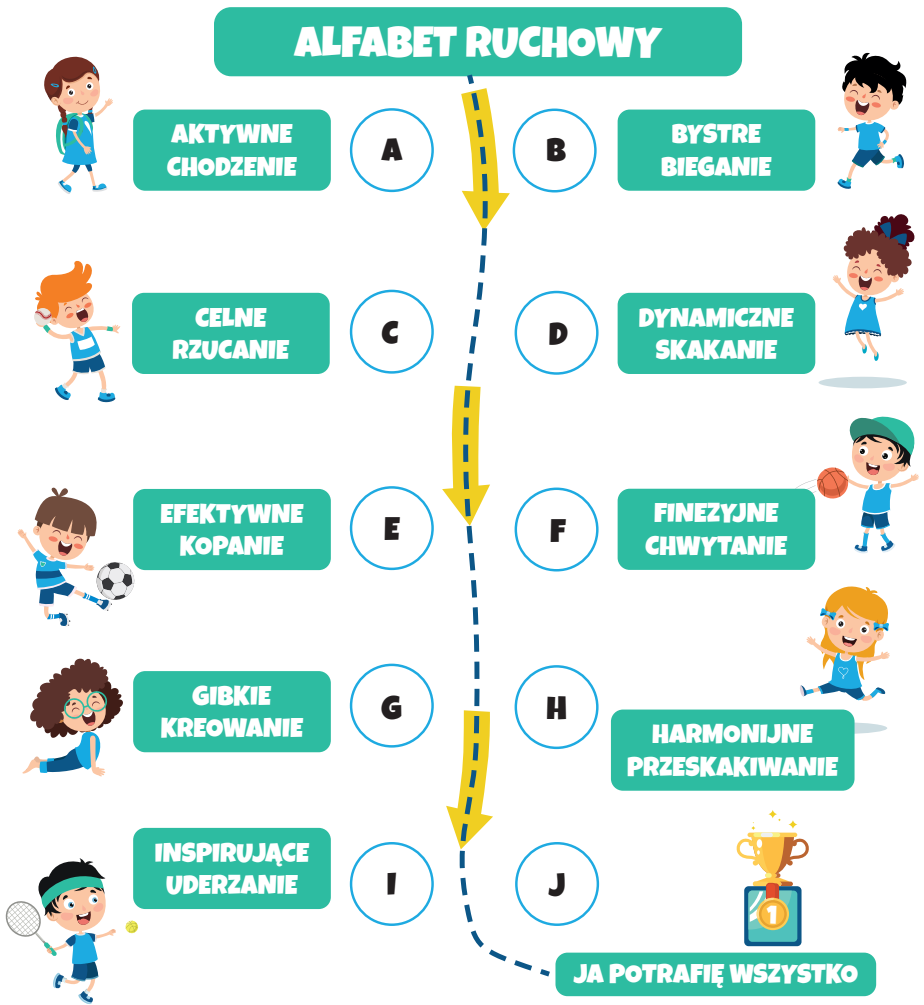 ALFABET RUCHOWY
AKTYWNE
CHODZENIE
A
B
BYSTRE
BIEGANIE
CELNE
RZUCANIE
C
D
DYNAMICZNE
SKAKANIE
EFEKTYWNE
KOPANIE
E
F
FINEZYJNE
CHWYTANIE
GIBKIE
KREOWANIE
G
H
HARMONIJNE
PRZESKAKIWANIE
INSPIRUJĄCE
UDERZANIE
I
J
1
JA POTRAFIĘ WSZYSTKO